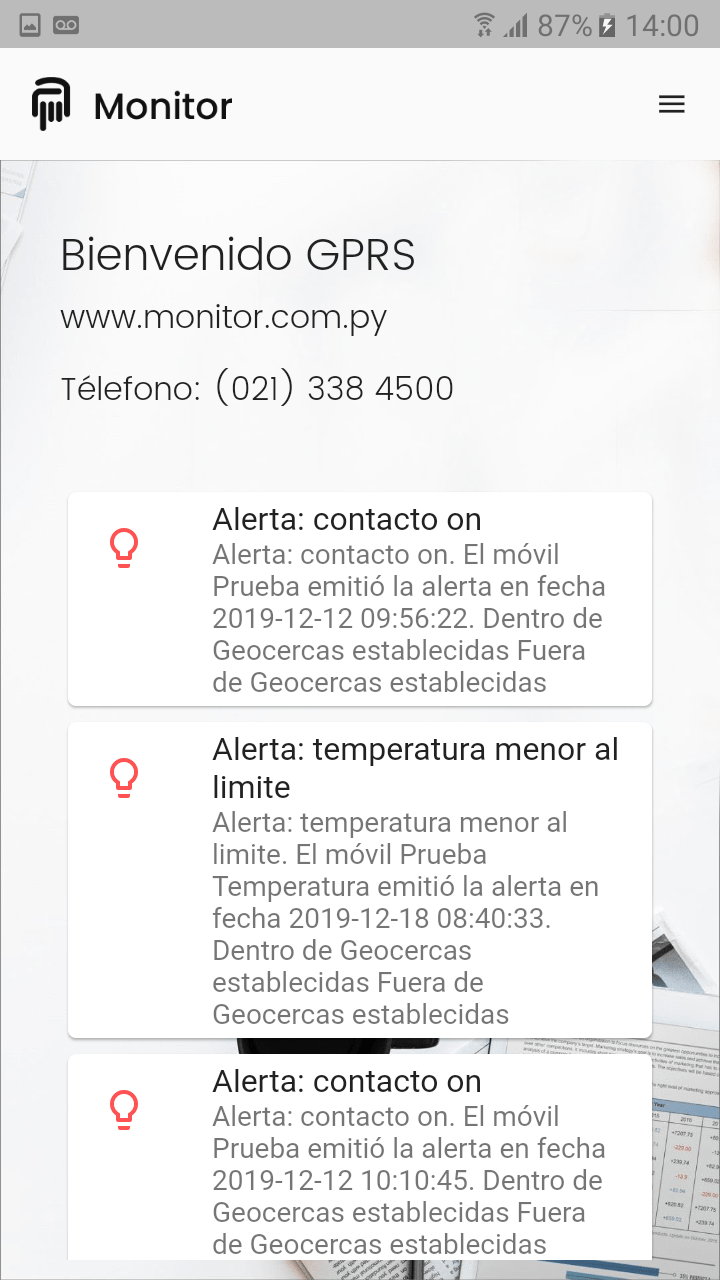 87% 14:00
Monitor
Bienvenido GPRS
www.monitor.com.py
Télefono: (021) 338 4500
Alerta: contacto on
Alerta: contacto on. El móvil
Prueba emitió la alerta en fecha
2019-12-12 09:56:22. Dentro de
Geocercas establecidas Fuera
de Geocercas establecidas
Alerta: temperatura menor al
limite
Alerta: temperatura menor al
limite. El móvil Prueba
Temperatura emitió la alerta en
fecha 2019-12-18 08:40:33.
Dentro de Geocercas
establecidas Fuera de
Geocercas establecidas
Alerta: contacto on
Alerta: contacto on. El móvil
Prueba emitió la alerta en fecha
2019-12-12 10:10:45. Dentro de
Geocercas establecidas Fuera
de Geocercas establecidas